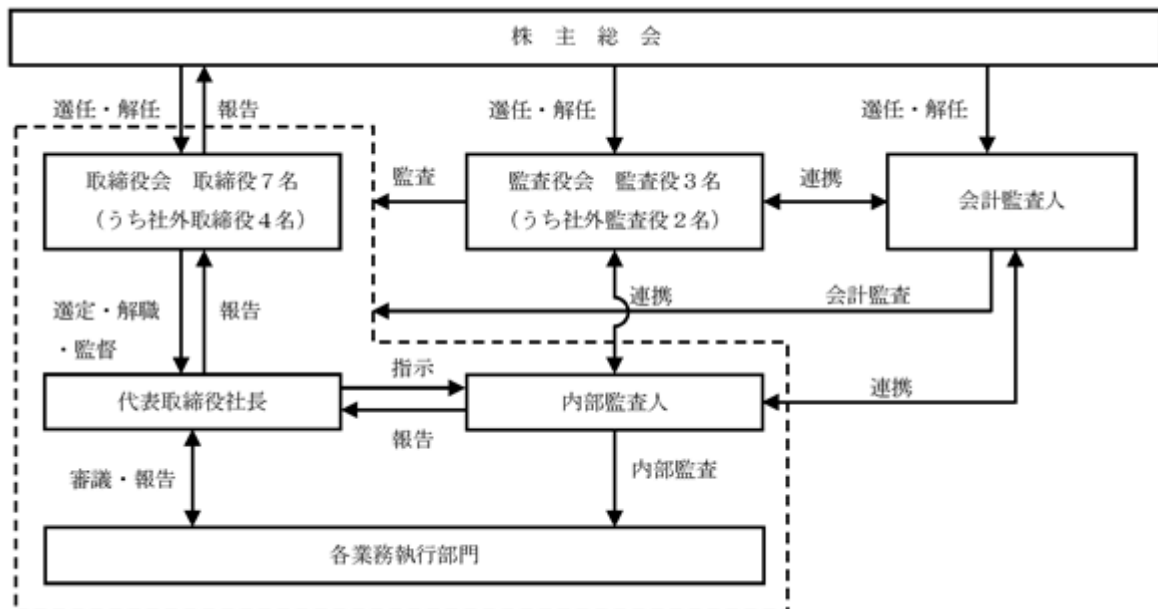 株　主　総　会
選任・解任
報告
選任・解任
選任・解任
取締役会　取締役７名
（うち社外取締役４名）
監査
監査役会　監査役３名
（うち社外監査役２名）
連携
会計監査人
選定・解職
・監督
報告
連携
会計監査
代表取締役社長
指示
報告
内部監査人
連携
審議・報告
内部監査
各業務執行部門